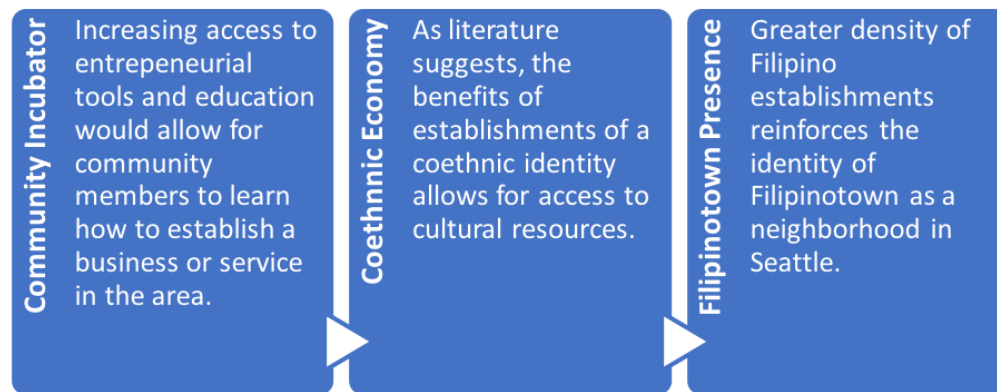 Community Incubator
Increasing access to
entrepeneurial
tools and education
would allow for
community
members to learn
how to establish a
business or service
in the area.
Coethnnic Economy
As literature
suggests, the
benefits of
establishments of a
coethnic identity
allows for access to
cultural resources.
Filipinotown Presence
Greater density of
Filipino
establishments
reinforces the
identity of
Filipinotown as a
neighborhood in
Seattle.